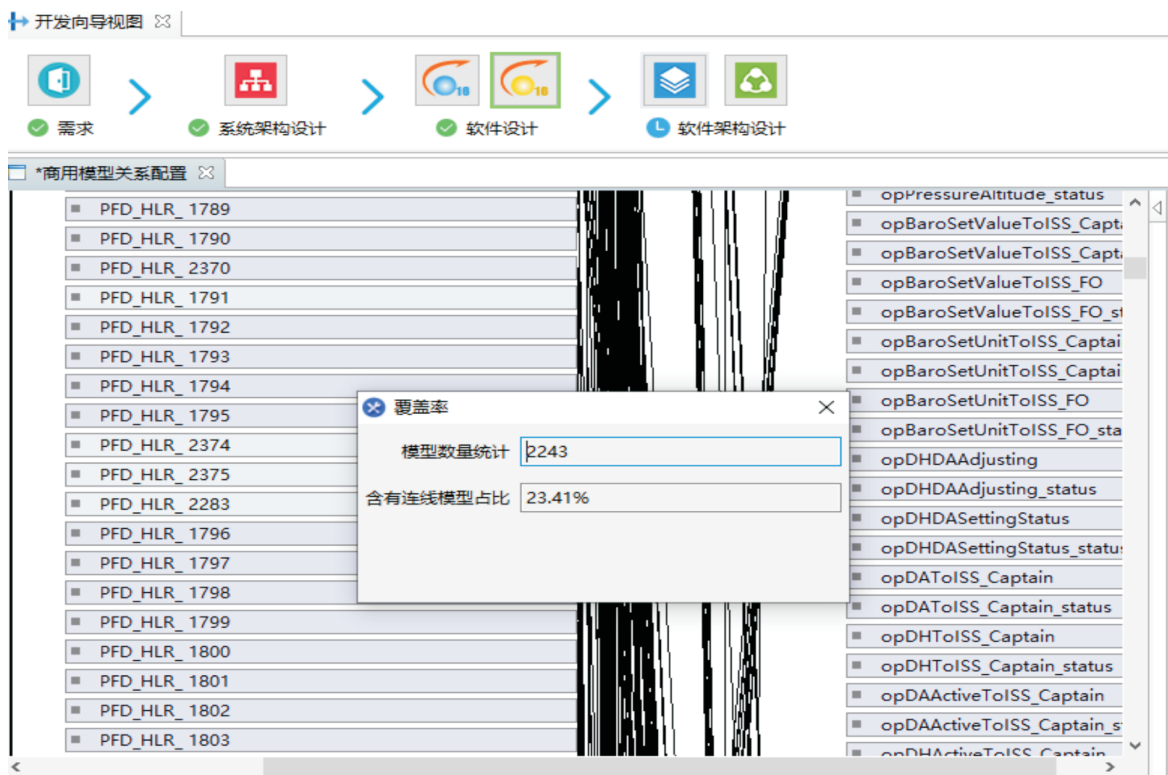 开发向导视图
需求
系统架构设计
软件设计
软件架构设计
*商用模型关系配置
PFD_HLR_ 1789
PFD_HLR_ 1790
PFD_HLR_ 2370
PFD_HLR_ 1791
PFD_HLR_ 1792
PFD_HLR_ 1793
PFD_HLR_ 1794
PFD_HLR_ 1795
PFD_HLR_ 2374
PFD_HLR_ 2375
PFD_HLR_ 2283
PFD_HLR_ 1796
PFD_HLR_ 1797
PFD_HLR_ 1798
PFD_HLR_ 1799
PFD_HLR_ 1800
PFD_HLR_ 1801
PFD_HLR_ 1802
PFD_HLR_ 1803
覆盖率
模型数量统计 2243
含有连线模型占比 23.41%
opPressureAltitude_status
opBaroSetValueToISS_Capt
opBaroSetValueToISS_Capt
opBaroSetValueToISS_FO
opBaroSetValueToISS_FO_s
opBaroSetUnitToISS_Captai
opBaroSetUnitToISS_Captai
opBaroSetUnitToISS_FO
opBaroSetUnitToISS_FO_sta
opDHDAAdjusting
opDHDAAdjusting_status
opDHDASettingStatus
opDHDASettingStatus_statu
opDAToISS_Captain
opDAToISS_Captain_status
opDHToISS_Captain
opDHToISS_Captain_status
opDAActiveToISS_Captain
opDAActiveToISS_Captain_s
opDHActiveToISS_Captain